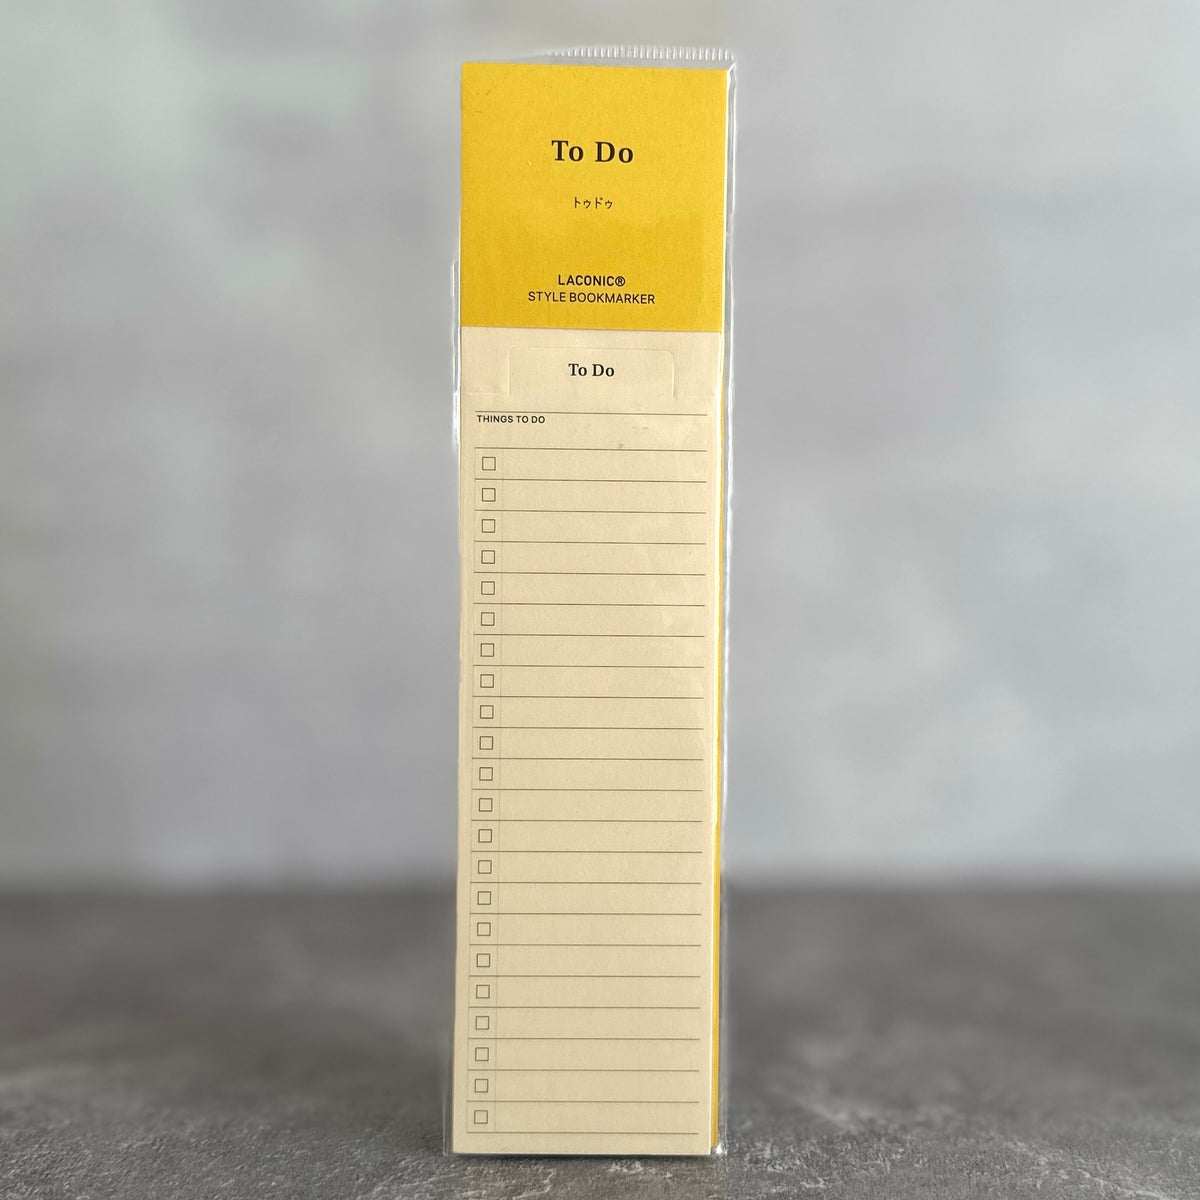 To Do
トゥドゥ
LACONIC®
STYLE BOOKMARKER
To Do
THINGS TO DO